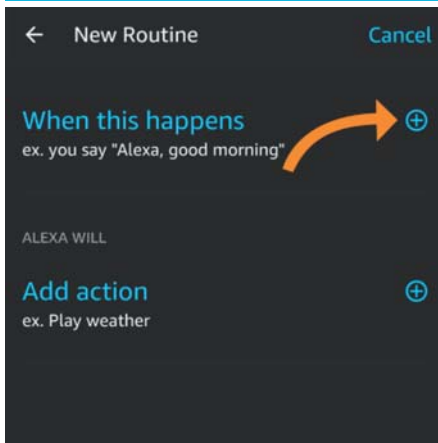 New Routine
Cancel
When this happens
ex. you say "Alexa, good morning"
ALEXA WILL
Add action
ex. Play weather